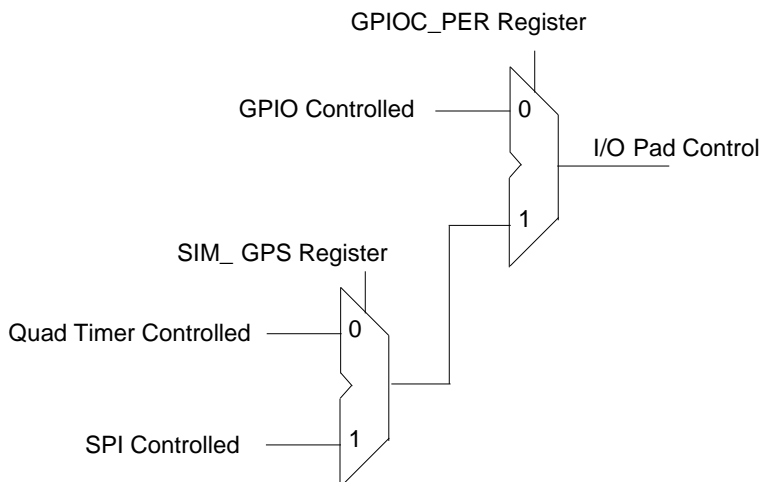 GPIOC_PER Register
GPIO Controlled
0
I/O Pad Control
1
SIM_ GPS Register
Quad Timer Controlled
0
SPI Controlled
1